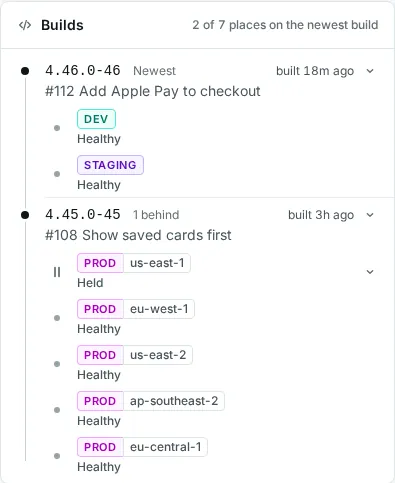 Builds 2 of 7 places on the newest build
4.46.0-46 Newest built 18m ago
#112 Add Apple Pay to checkout
DEV
Healthy
STAGING
Healthy
4.45.0-45 1 behind built 3h ago
#108 Show saved cards first
PROD us-east-1
Held
PROD eu-west-1
Healthy
PROD us-east-2
Healthy
PROD ap-southeast-2
Healthy
PROD eu-central-1
Healthy